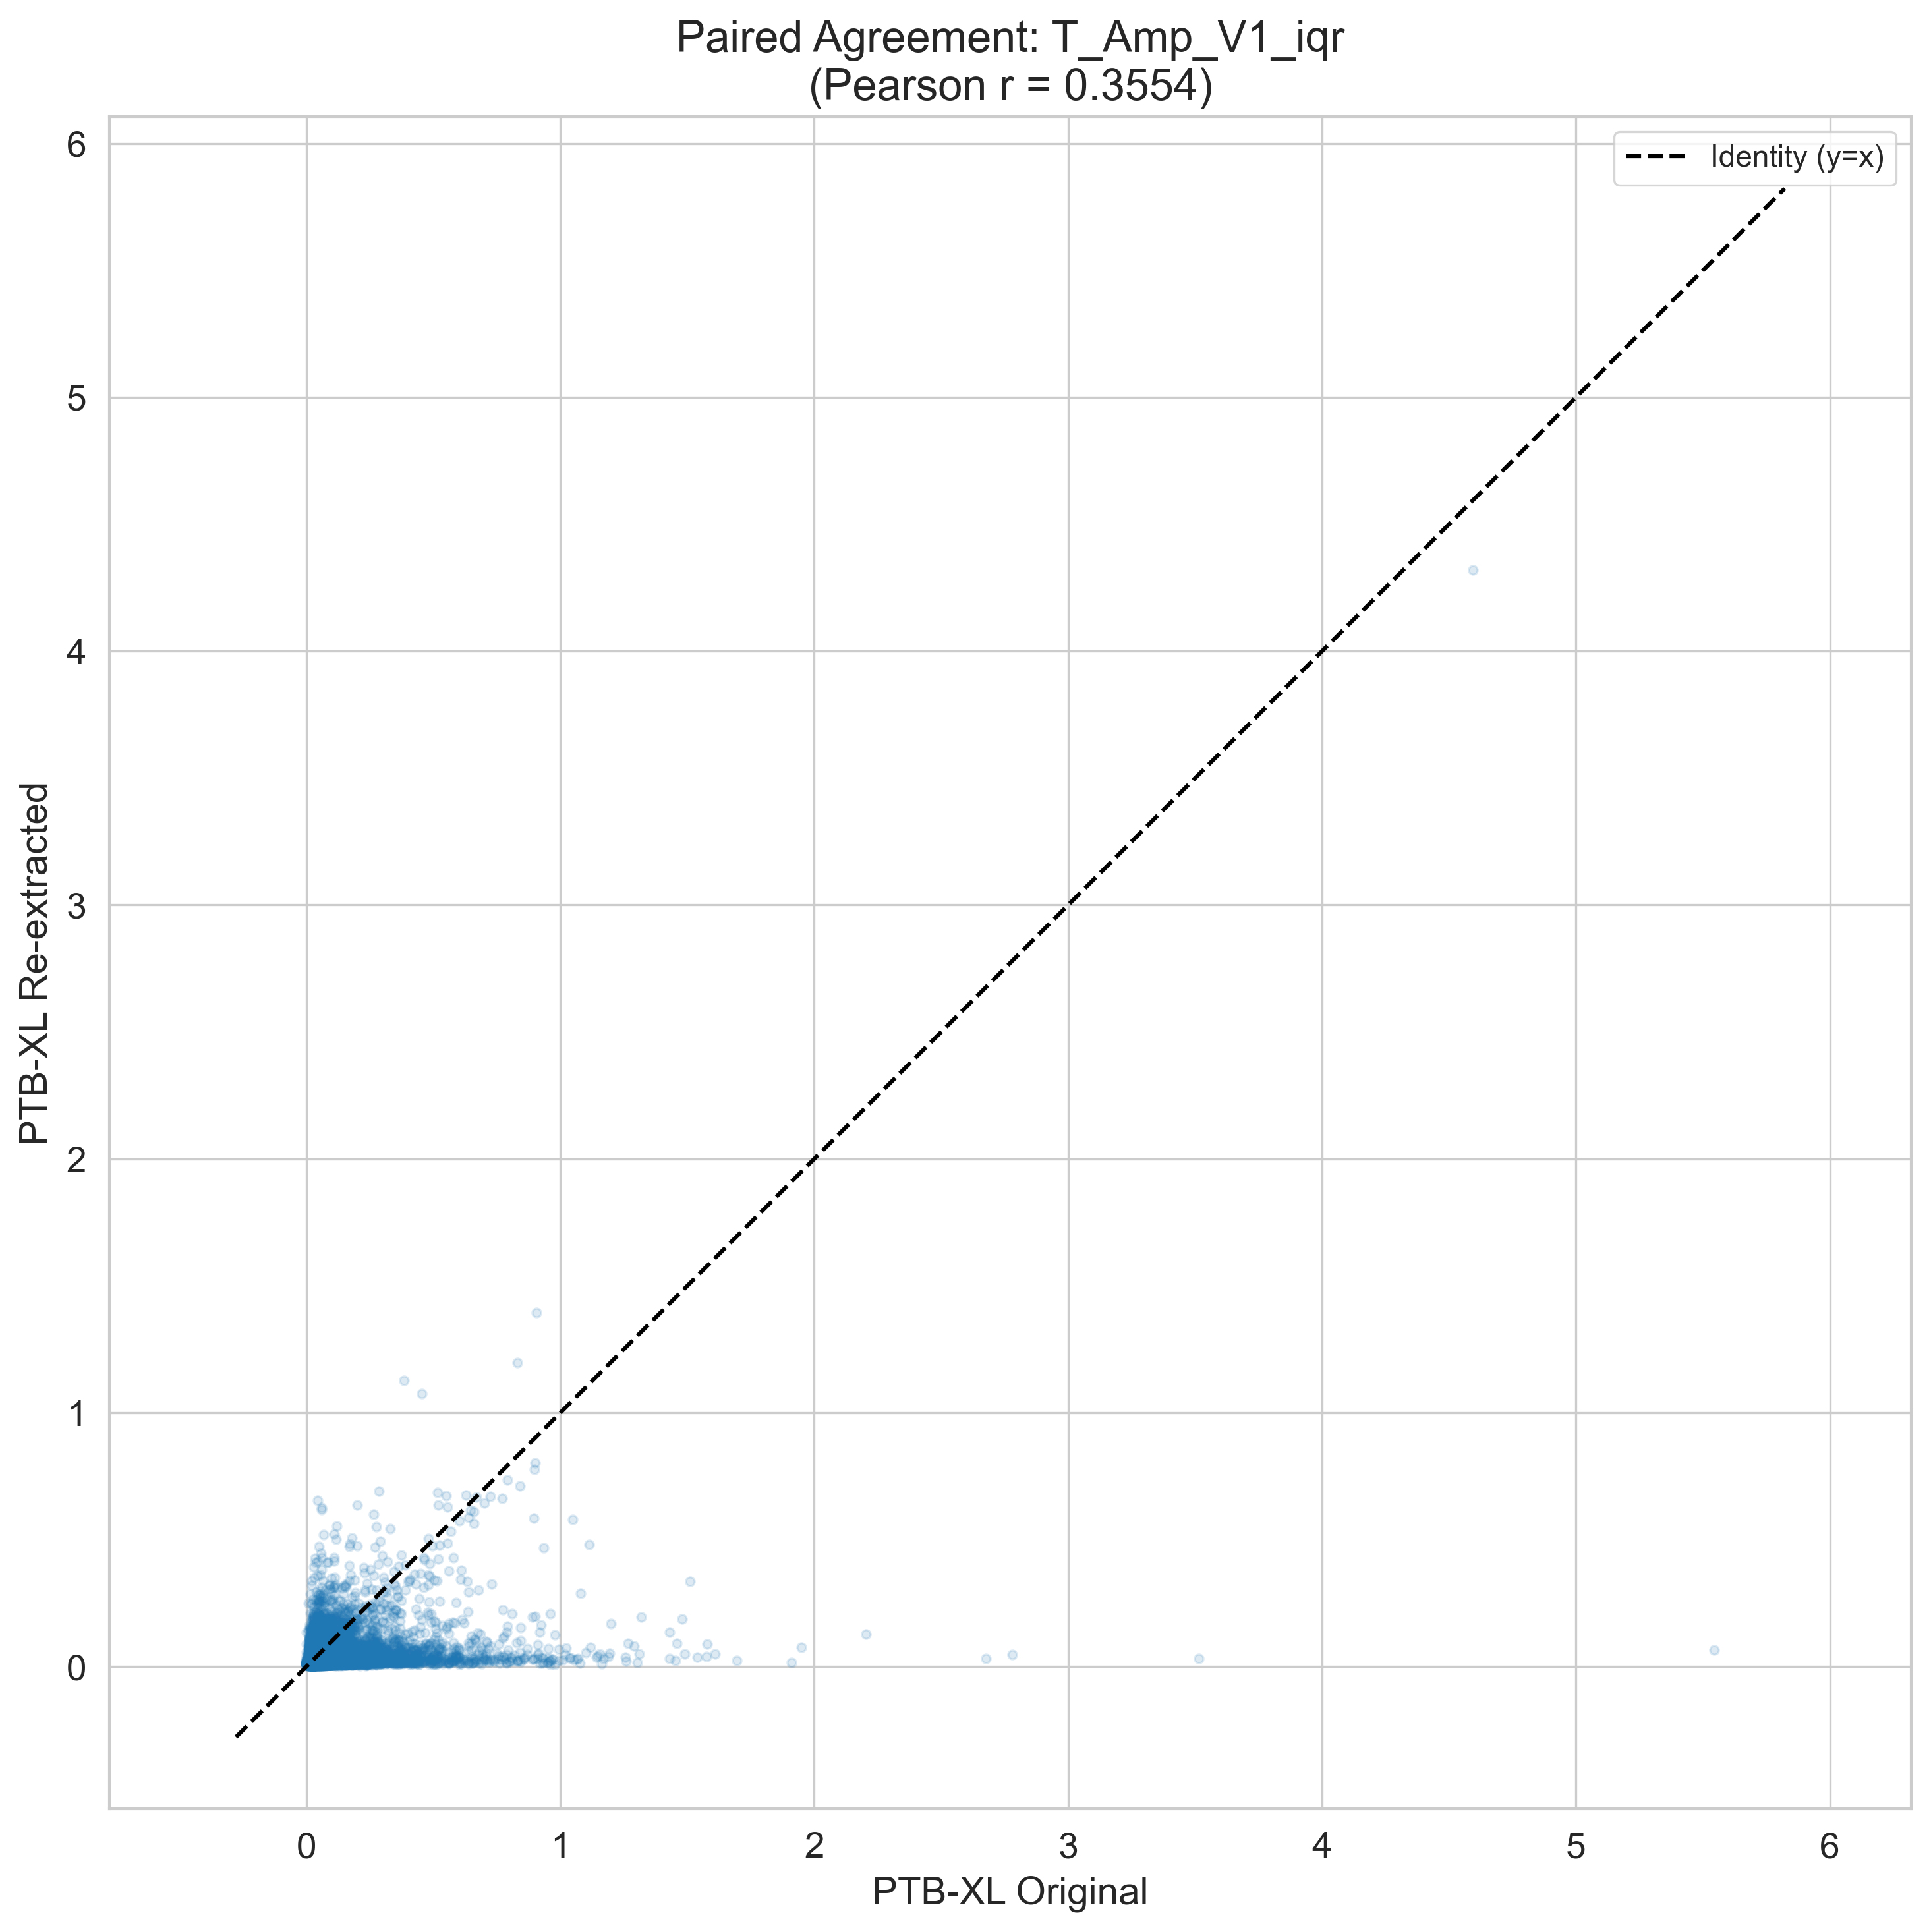 Paired Agreement: T_Amp_V1_iqr
(Pearson r = 0.3554)
Identity (y=x)
6
5
4
3
2
1
0
PTB-XL Re-extracted
0 1 2 3 4 5 6
PTB-XL Original